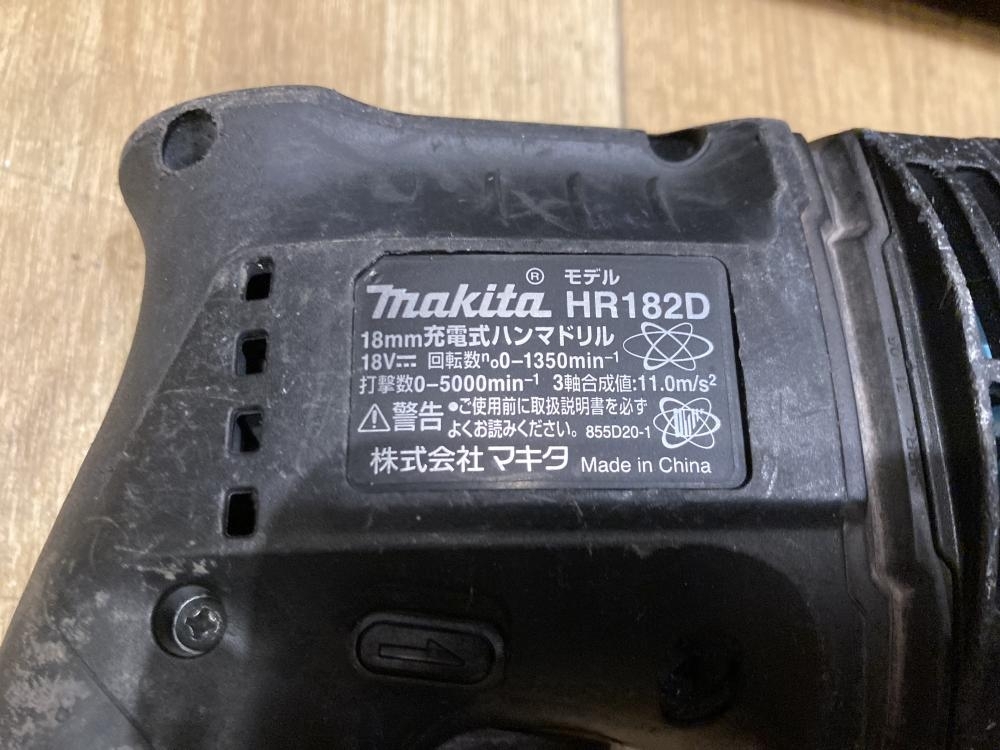 makita® モデル HR182D
18mm充電式ハンマドリル
18V⎓ 回転数n₀0-1350min⁻¹
打撃数0-5000min⁻¹ 3軸合成値:11.0m/s²
⚠警告 ●ご使用前に取扱説明書を必ず
よくお読みください。 855D20-1
株式会社マキタ Made in China